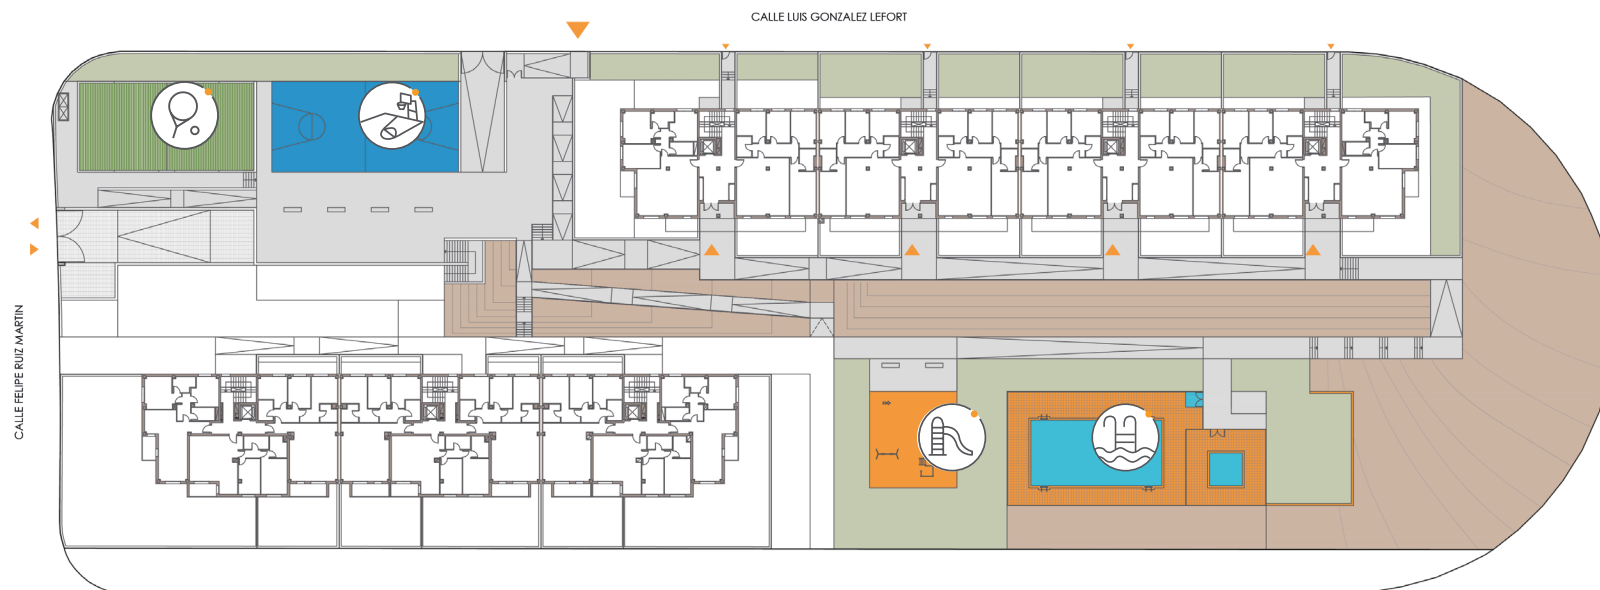 CALLE LUIS GONZALEZ LEFORT
CALLE FELIPE RUIZ MARTIN